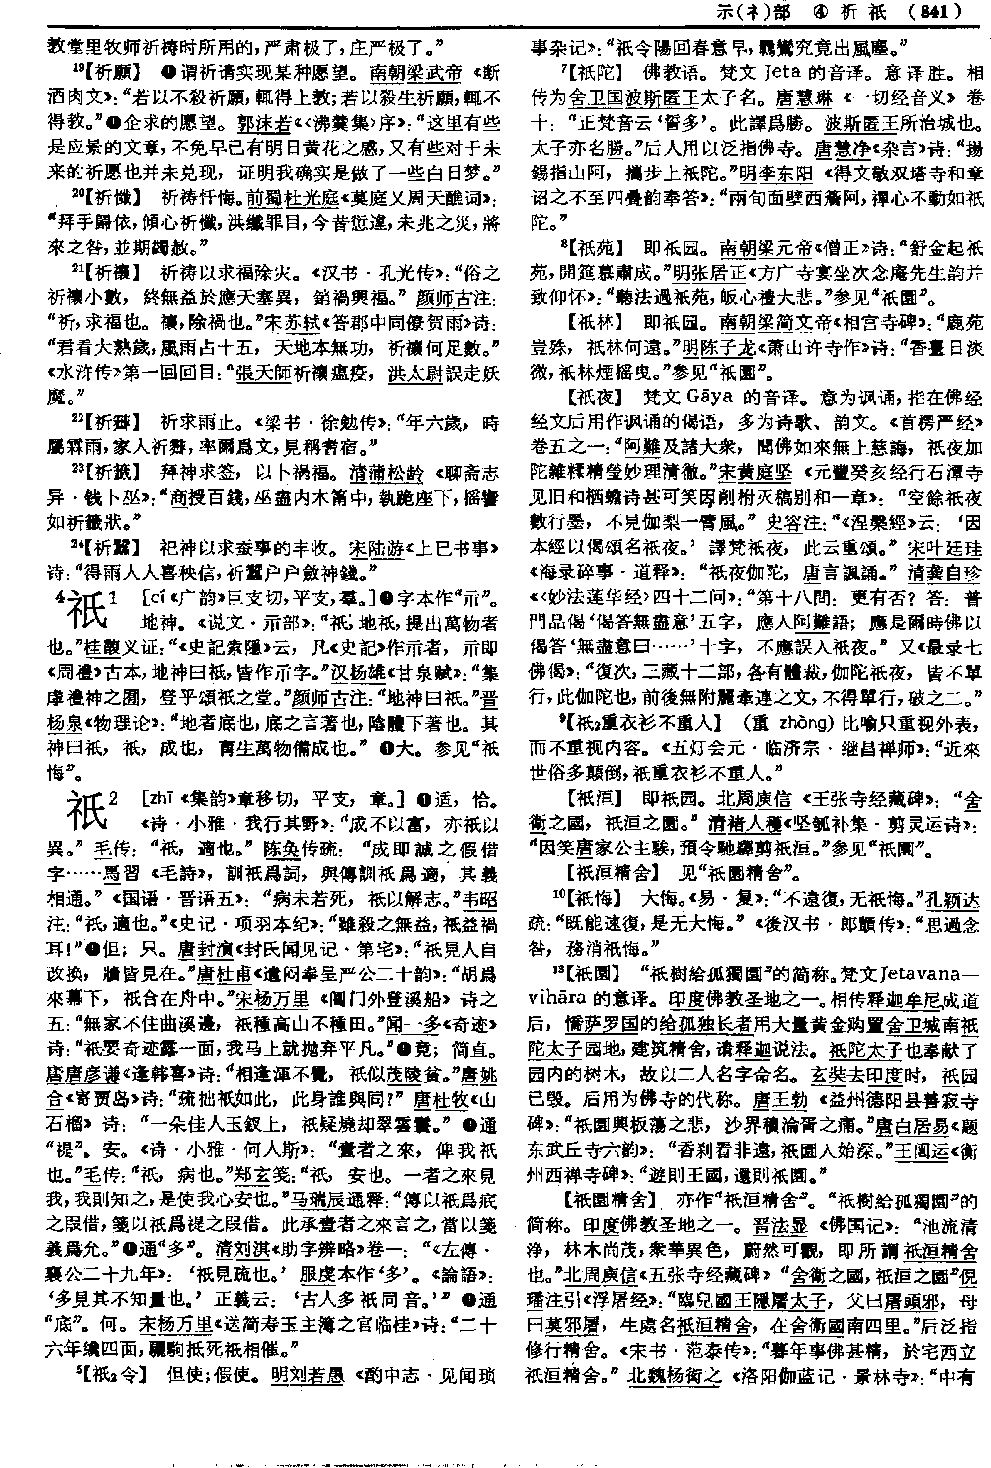 示(礻)部 ④ 祈 祇 (841)
教堂里牧师祈祷时所用的，严肃极了，庄严极了。”
¹⁹【祈願】 ❶谓祈请实现某种愿望。南朝梁武帝《断
酒肉文》：“若以不殺祈願，輒得上教；若以殺生祈願，輒不
得教。”❷企求的愿望。郭沫若《〈沸羹集〉序》：“这里有些
是应景的文章，不免早已有明日黄花之感，又有些对于未
来的祈愿也并未兑现，证明我确实是做了一些白日梦。”
²⁰【祈懴】 祈祷忏悔。前蜀杜光庭《莫庭乂周天醮词》：
“拜手歸依，傾心祈懺，洪纖罪目，今昔愆違，未兆之災，將
來之咎，並期蠲赦。”
²¹【祈禳】 祈祷以求福除灾。《汉书·孔光传》：“俗之
祈禳小數，終無益於應天塞異，銷禍興福。”颜师古注：
“祈，求福也。禳，除禍也。”宋苏轼《答郡中同僚贺雨》诗：
“君看大熟歲，風雨占十五，天地本無功，祈禳何足數。”
《水浒传》第一回回目：“張天師祈禳瘟疫，洪太尉誤走妖
魔。”
²²【祈霽】 祈求雨止。《梁书·徐勉传》：“年六歲，時
屬霖雨，家人祈霽，率爾爲文，見稱耆宿。”
²³【祈籤】 拜神求签，以卜祸福。清蒲松龄《聊斋志
异·钱卜巫》：“商授百錢，巫盡内木筩中，執跪座下，摇響
如祈籤狀。”
²⁴【祈蠶】 祀神以求蚕事的丰收。宋陆游《上巳书事》
诗：“得雨人人喜秧信，祈蠶户户斂神錢。”
⁴祇¹ [cí《广韵》巨支切，平支，羣。]❶字本作“示”。
地神。《说文·示部》：“祇，地祇，提出萬物者
也。”桂馥义证：“《史記索隱》云，凡《史記》作示者，示即
《周禮》古本，地神曰祇，皆作示字。”汉扬雄《甘泉赋》：“集
虖禮神之囿，登乎頌祇之堂。”颜师古注：“地神曰祇。”晋
杨泉《物理论》：“地者底也，底之言著也，陰體下著也。其
神曰祇，祇，成也，育生萬物備成也。”❷大。参见“祇
悔”。
祇² [zhī《集韵》章移切，平支，章。]❶适，恰。
《诗·小雅·我行其野》：“成不以富，亦祇以
異。”毛传：“祇，適也。”陈奂传疏：“成即誠之假借
字……馬習《毛詩》，訓祇爲詞，與傳訓祇爲適，其義
相通。”《国语·晋语五》：“病未若死，祇以解志。”韦昭
注：“祇，適也。”《史记·项羽本纪》：“雖殺之無益，祇益禍
耳！”❷但；只。唐封演《封氏闻见记·第宅》：“祇見人自
改换，牆皆見在。”唐杜甫《遣闷奉呈严公二十韵》：“胡爲
來幕下，祇合在舟中。”宋杨万里《閶门外登溪船》诗之
五：“無家不住曲溪邊，祇種高山不種田。”闻一多《奇迹》
诗：“祇要奇迹露一面，我马上就抛弃平凡。”❸竟；简直。
唐唐彦谦《逢韩喜》诗：“相逢渾不覺，祇似茂陵貧。”唐姚
合《寄贾岛》诗：“疏拙祇如此，此身誰與同？”唐杜牧《山
石榴》诗：“一朵佳人玉釵上，祇疑燒却翠雲鬟。”❹通
“禔”。安。《诗·小雅·何人斯》：“壹者之來，俾我祇
也。”毛传：“祇，病也。”郑玄笺：“祇，安也。一者之來見
我，我則知之，是使我心安也。”马瑞辰通释：“傳以祇爲疧
之叚借，箋以祇爲禔之叚借。此承壹者之來言之，當以箋
義爲允。”❺通“多”。清刘淇《助字辨略》卷一：“《左傳·
襄公二十九年》：‘祇見疏也。’服虔本作‘多’。《論語》：
‘多見其不知量也。’正義云：‘古人多祇同音。’”❻通
“底”。何。宋杨万里《送简寿玉主簿之官临桂》诗：“二十
六年纔四面，驪駒祇死祇相催。”
⁵【祇₂令】 但使；假使。明刘若愚《酌中志·见闻琐
事杂记》：“祇令陽回春意早，鸎鸞究竟出風塵。”
⁷【祇陀】 佛教语。梵文 Jeta 的音译。意译胜。相
传为舍卫国波斯匿王太子名。唐慧琳《一切经音义》卷
十：“正梵音云‘誓多’。此譯爲勝。波斯匿王所治城也。
太子亦名勝。”后人用以泛指佛寺。唐慧净《杂言》诗：“摇
錫指山阿，攜步上祇陀。”明李东阳《得文敏双塔寺和章
诏之不至四叠韵奉答》：“兩旬面壁西簷阿，禪心不動如祇
陀。”
⁸【祇苑】 即祇园。南朝梁元帝《僧正》诗：“舒金起祇
苑，開筵慕肅成。”明张居正《方广寺宴坐次念庵先生韵并
致仰怀》：“聽法過祇苑，皈心禮大悲。”参见“祇園”。
【祇林】 即祇园。南朝梁简文帝《相宫寺碑》：“鹿苑
豈殊，祇林何遠。”明陈子龙《萧山许寺作》诗：“香臺日淡
微，祇林煙摇曳。”参见“祇園”。
【祇夜】 梵文 Gāya 的音译。意为讽诵，指在佛经
经文后用作讽诵的偈语，多为诗歌、韵文。《首楞严经》
卷五之一：“阿難及諸大衆，聞佛如來無上慈誨，祇夜加
陀雜糅精瑩妙理清徹。”宋黄庭坚《元豐癸亥经行石潭寺
见旧和栖蟾诗甚可笑因削柎灭稿别和一章》：“空餘祇夜
數行墨，不見伽梨一臂風。”史容注：“《涅槃經》云：‘因
本經以偈頌名祇夜。’譯梵祇夜，此云重頌。”宋叶廷珪
《海录碎事·道释》：“祇夜伽陀，唐言諷誦。”清龚自珍
《〈妙法莲华经〉四十二问》：“第十八問：更有否？答：普
門品偈‘偈答無盡意’五字，應入阿難語；應是爾時佛以
偈答‘無盡意曰……’十字，不應誤入祇夜。”又《最录七
佛偈》：“復次，三藏十二部，各有體裁，伽陀祇夜，皆不單
行，此伽陀也，前後無附麗牽連之文，不得單行，破之二。”
⁹【祇₂重衣衫不重人】 (重 zhòng) 比喻只重视外表，
而不重视内容。《五灯会元·临济宗·继昌禅师》：“近來
世俗多顛倒，祇重衣衫不重人。”
【祇洹】 即祇园。北周庾信《王张寺经藏碑》：“舍
衛之國，祇洹之園。”清褚人穫《坚瓠补集·剪灵运诗》：
“因笑唐家公主騃，預令馳驛剪祇洹。”参见“祇園”。
【祇洹精舍】 见“祇園精舍”。
¹⁰【祇悔】 大悔。《易·复》：“不遠復，无祇悔。”孔颖达
疏：“既能速復，是无大悔。”《後汉书·郎顗传》：“思過念
咎，務消祇悔。”
¹³【祇園】 “祇樹給孤獨園”的简称。梵文Jetavana—
vihāra 的意译。印度佛教圣地之一。相传释迦牟尼成道
后，憍萨罗国的给孤独长者用大量黄金购置舍卫城南祇
陀太子园地，建筑精舍，请释迦说法。祇陀太子也奉献了
园内的树木，故以二人名字命名。玄奘去印度时，祇园
已毁。后用为佛寺的代称。唐王勃《益州德阳县善寂寺
碑》：“祇園興板蕩之悲，沙界積淪胥之痛。”唐白居易《题
东武丘寺六韵》：“香刹看非遠，祇園入始深。”王闿运《衡
州西禅寺碑》：“遊則王國，還則祇園。”
【祇園精舍】 亦作“祇洹精舍”。“祇樹給孤獨園”的
简称。印度佛教圣地之一。晋法显《佛国记》：“池流清
净，林木尚茂，衆華異色，蔚然可觀，即所謂祇洹精舍
也。”北周庾信《五张寺经藏碑》“舍衛之國，祇洹之園”倪
璠注引《浮屠经》：“臨兒國王隱屠太子，父曰屠頭邪，母
曰莫邪屠，生處名祇洹精舍，在舍衛國南四里。”后泛指
修行精舍。《宋书·范泰传》：“暮年事佛甚精，於宅西立
祇洹精舍。”北魏杨衒之《洛阳伽蓝记·景林寺》：“中有